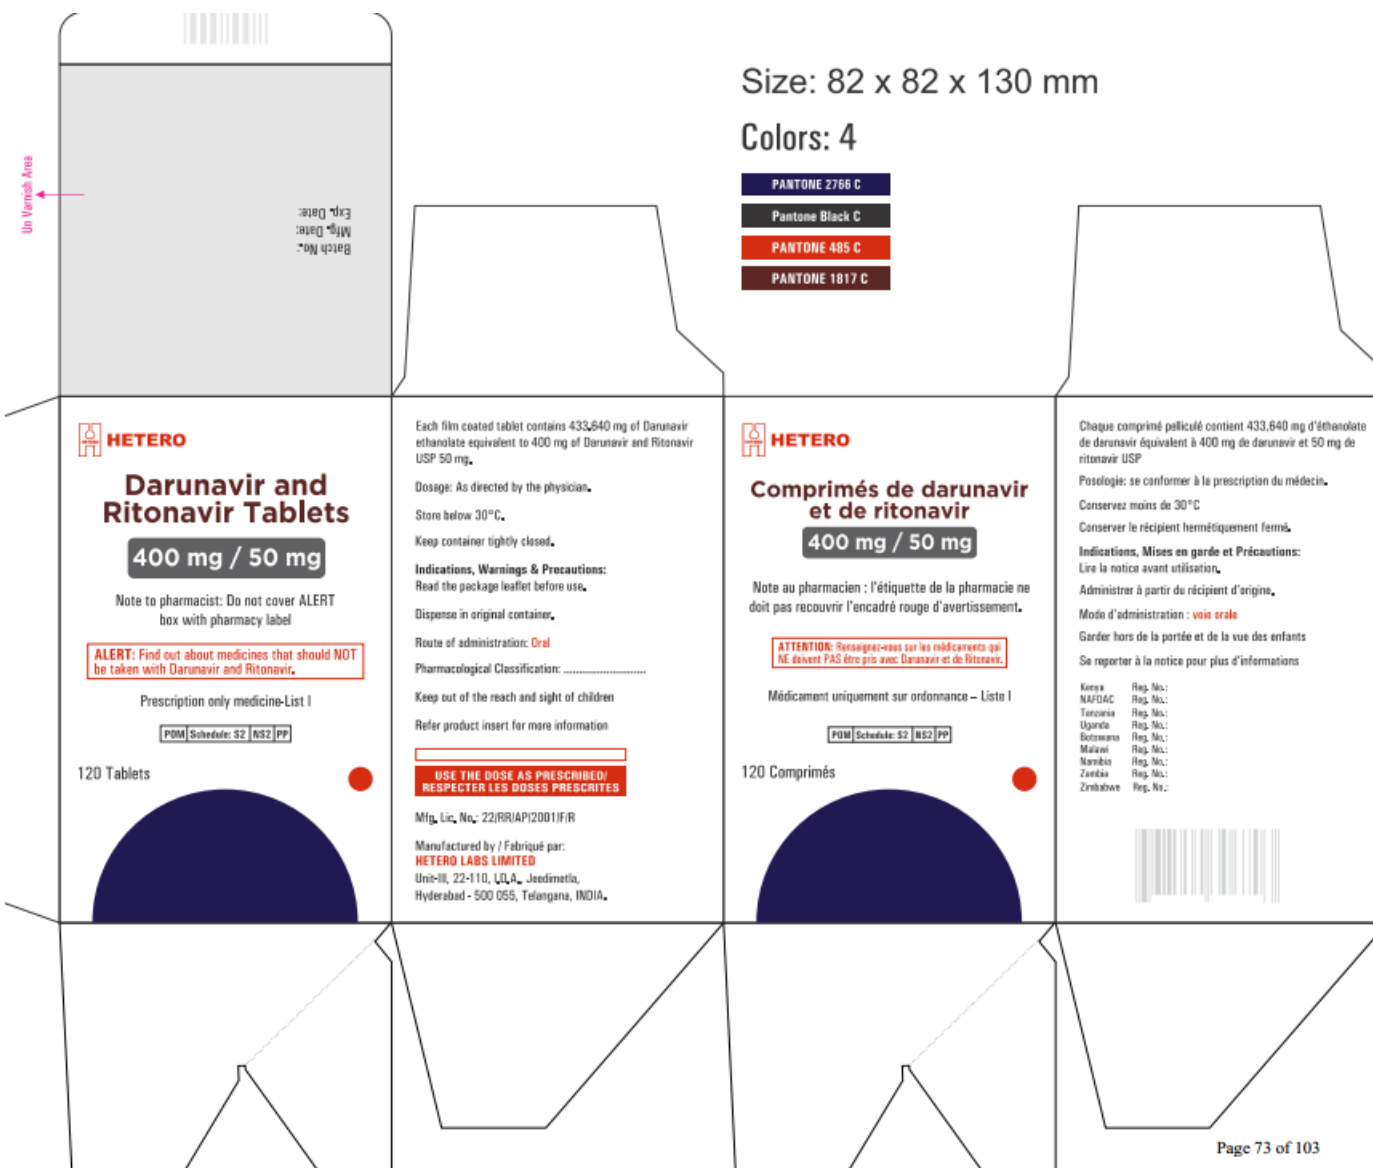 Size: 82 x 82 x 130 mm
Colors: 4
PANTONE 2766 C
Pantone Black C
PANTONE 485 C
PANTONE 1817 C
Un Varnish Area
Batch No.:
Mfg. Date:
Exp. Date:
HETERO
Darunavir and
Ritonavir Tablets
400 mg / 50 mg
Note to pharmacist: Do not cover ALERT
box with pharmacy label
ALERT: Find out about medicines that should NOT
be taken with Darunavir and Ritonavir.
Prescription only medicine-List I
POM Schedule: S2 NS2 PP
120 Tablets
Each film coated tablet contains 433.640 mg of Darunavir
ethanolate equivalent to 400 mg of Darunavir and Ritonavir
USP 50 mg.
Dosage: As directed by the physician.
Store below 30°C.
Keep container tightly closed.
Indications, Warnings & Precautions:
Read the package leaflet before use.
Dispense in original container.
Route of administration: Oral
Pharmacological Classification: ..........................
Keep out of the reach and sight of children
Refer product insert for more information
USE THE DOSE AS PRESCRIBED/
RESPECTER LES DOSES PRESCRITES
Mfg. Lic. No.: 22/RR/AP/2001/F/R
Manufactured by / Fabriqué par:
HETERO LABS LIMITED
Unit-III, 22-110, I.D.A., Jeedimetla,
Hyderabad - 500 055, Telangana, INDIA.
HETERO
Comprimés de darunavir
et de ritonavir
400 mg / 50 mg
Note au pharmacien : l'étiquette de la pharmacie ne
doit pas recouvrir l'encadré rouge d'avertissement.
ATTENTION: Renseignez-vous sur les médicaments qui
NE doivent PAS être pris avec Darunavir et de Ritonavir.
Médicament uniquement sur ordonnance – Liste I
POM Schedule: S2 NS2 PP
120 Comprimés
Chaque comprimé pelliculé contient 433,640 mg d'éthanolate
de darunavir équivalent à 400 mg de darunavir et 50 mg de
ritonavir USP
Posologie: se conformer à la prescription du médecin.
Conservez moins de 30°C
Conserver le récipient hermétiquement fermé.
Indications, Mises en garde et Précautions:
Lire la notice avant utilisation.
Administrer à partir du récipient d'origine.
Mode d'administration : voie orale
Garder hors de la portée et de la vue des enfants
Se reporter à la notice pour plus d'informations
Kenya Reg. No.:
NAFDAC Reg. No.:
Tanzania Reg. No.:
Uganda Reg. No.:
Botswana Reg. No.:
Malawi Reg. No.:
Namibia Reg. No.:
Zambia Reg. No.:
Zimbabwe Reg. No.:
Page 73 of 103